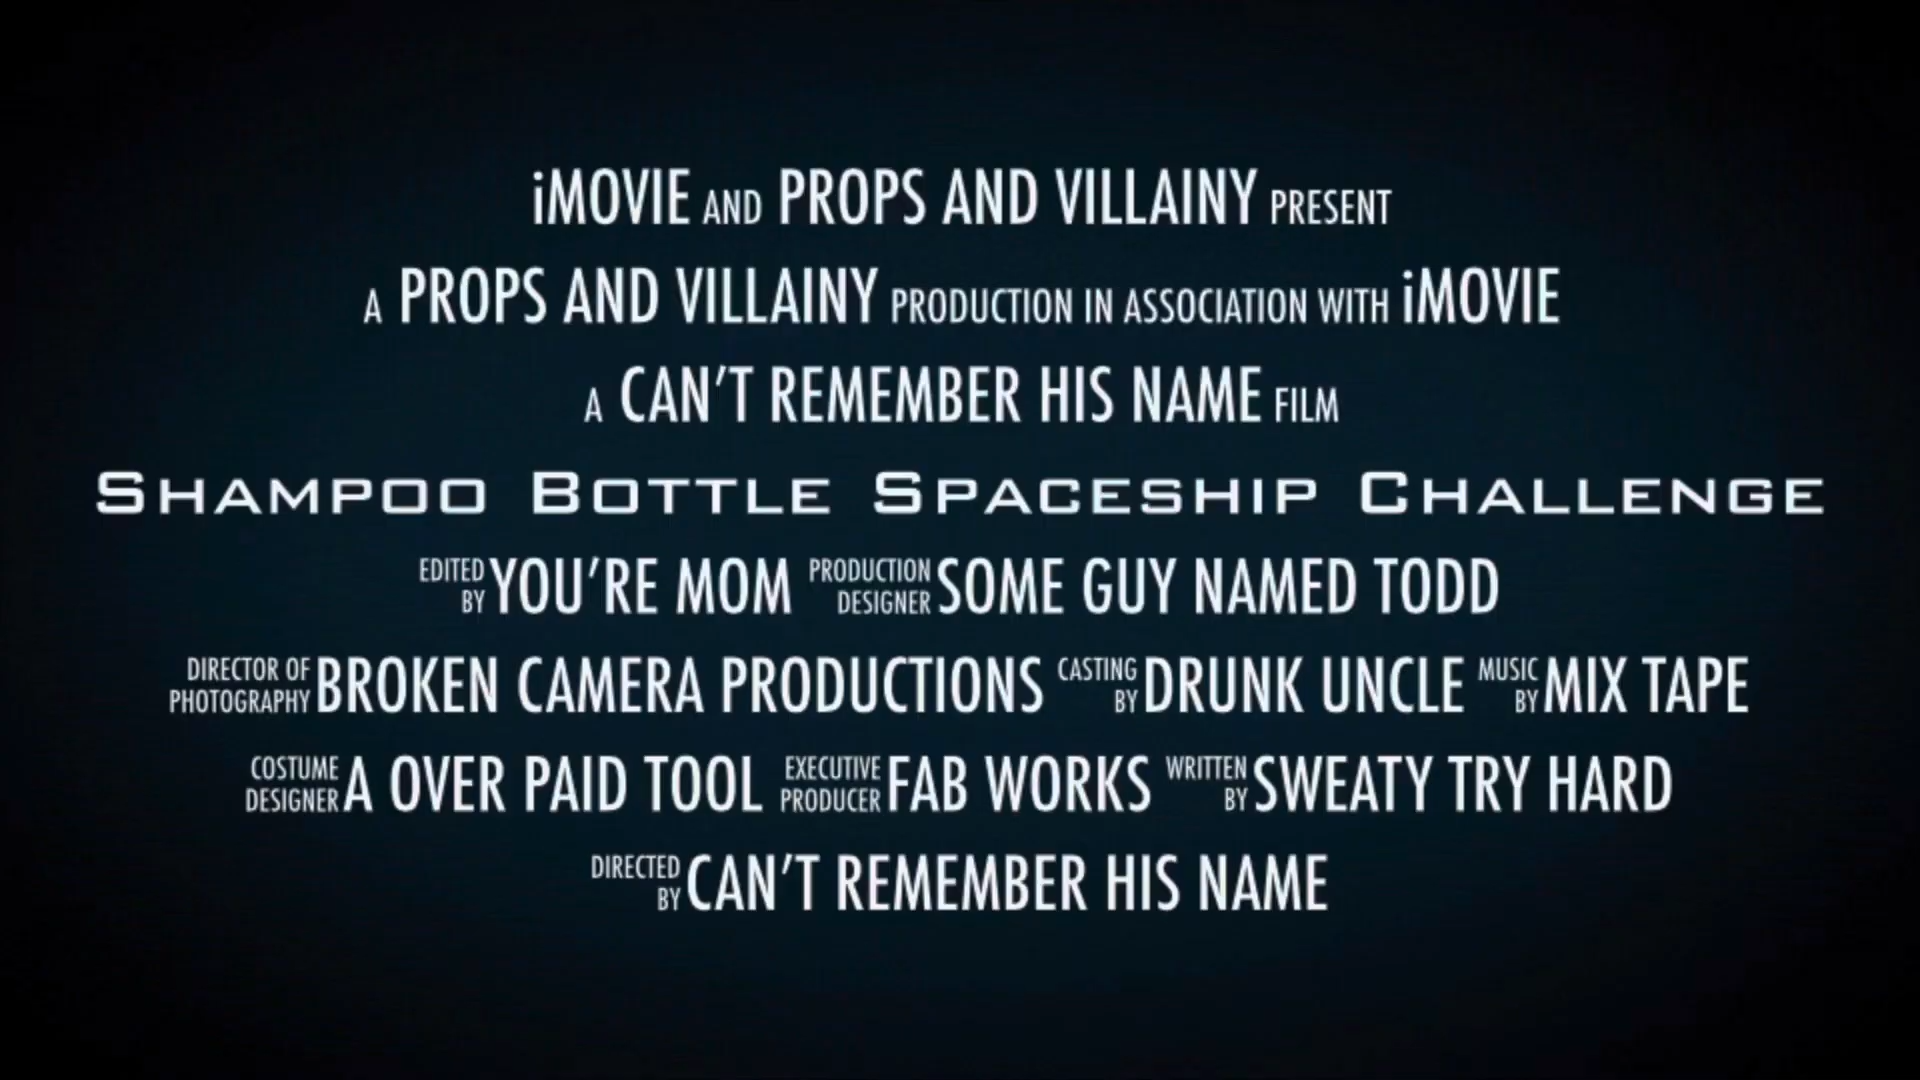 iMOVIE AND PROPS AND VILLAINY PRESENT
A PROPS AND VILLAINY PRODUCTION IN ASSOCIATION WITH iMOVIE
A CAN'T REMEMBER HIS NAME FILM
SHAMPOO BOTTLE SPACESHIP CHALLENGE
EDITED BY YOU'RE MOM PRODUCTION DESIGNER SOME GUY NAMED TODD
DIRECTOR OF PHOTOGRAPHY BROKEN CAMERA PRODUCTIONS CASTING BY DRUNK UNCLE MUSIC BY MIX TAPE
COSTUME DESIGNER A OVER PAID TOOL EXECUTIVE PRODUCER FAB WORKS WRITTEN BY SWEATY TRY HARD
DIRECTED BY CAN'T REMEMBER HIS NAME